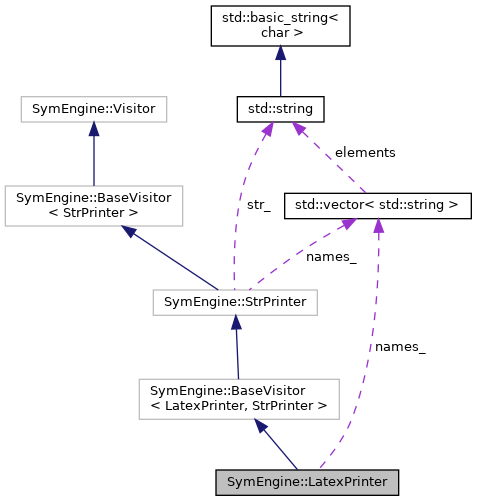 std::basic_string<
char >
SymEngine::Visitor
std::string
elements
SymEngine::BaseVisitor
< StrPrinter >
str_
std::vector< std::string >
names_
SymEngine::StrPrinter
names_
SymEngine::BaseVisitor
< LatexPrinter, StrPrinter >
SymEngine::LatexPrinter